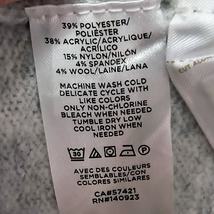 39% POLYESTER/
POLIÉSTER
38% ACRYLIC/ACRYLIQUE
ACRÍLICO
15% NYLON/NILÓN
4% SPANDEX
4% WOOL/LAINE/LANA
MACHINE WASH COLD
DELICATE CYCLE WITH
LIKE COLORS
ONLY NON-CHLORINE
BLEACH WHEN NEEDED
TUMBLE DRY LOW
COOL IRON WHEN
NEEDED
30
AVEC DES COULEURS
SEMBLABLES/CON
COLORES SIMILARES
CA#57421
RN#140923